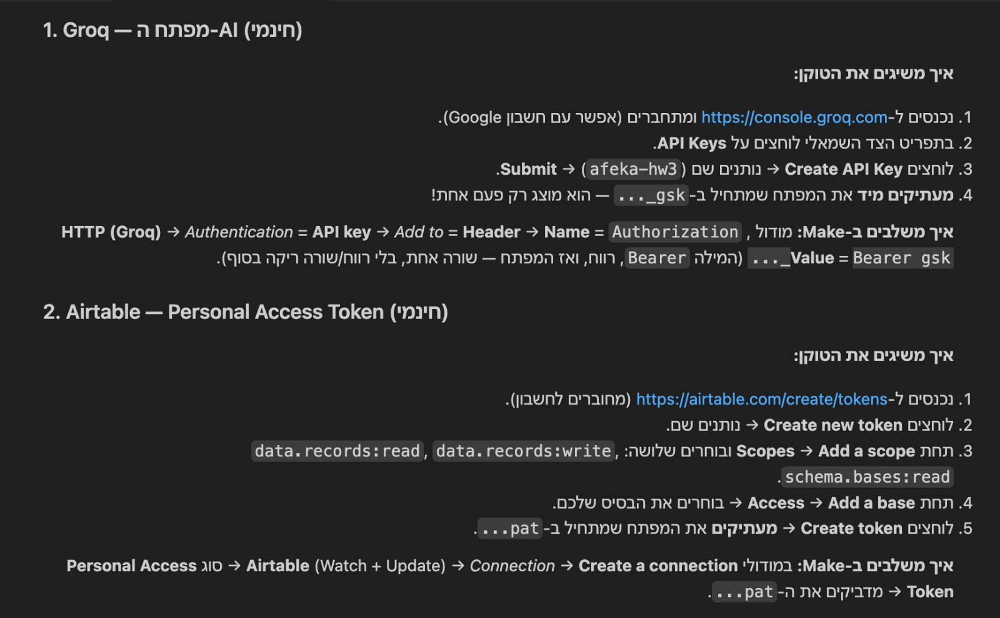 1. Groq — מפתח ה-AI (חינמי)
איך משיגים את הטוקן:
1. נכנסים ל-https://console.groq.com ומתחברים (אפשר עם חשבון Google).
2. בתפריט הצד השמאלי לוחצים על API Keys.
3. לוחצים Create API Key → נותנים שם (afeka-hw3) → Submit.
4. מעתיקים מיד את המפתח שמתחיל ב-gsk_... — הוא מוצג רק פעם אחת!
איך משלבים ב-Make: מודול HTTP (Groq) → Authentication = API key → Add to = Header → Name = Authorization,
Value = Bearer gsk_... (המילה Bearer, רווח, ואז המפתח — שורה אחת, בלי רווח/שורה ריקה בסוף).
2. Airtable — Personal Access Token (חינמי)
איך משיגים את הטוקן:
1. נכנסים ל-https://airtable.com/create/tokens (מחוברים לחשבון).
2. לוחצים Create new token → נותנים שם.
3. תחת Scopes → Add a scope ובוחרים שלושה: data.records:read, data.records:write,
schema.bases:read.
4. תחת Access → Add a base → בוחרים את הבסיס שלכם.
5. לוחצים Create token → מעתיקים את המפתח שמתחיל ב-pat....
איך משלבים ב-Make: במודולי Airtable (Watch + Update) → Connection → Create a connection → סוג Personal Access
Token → מדביקים את ה-pat....